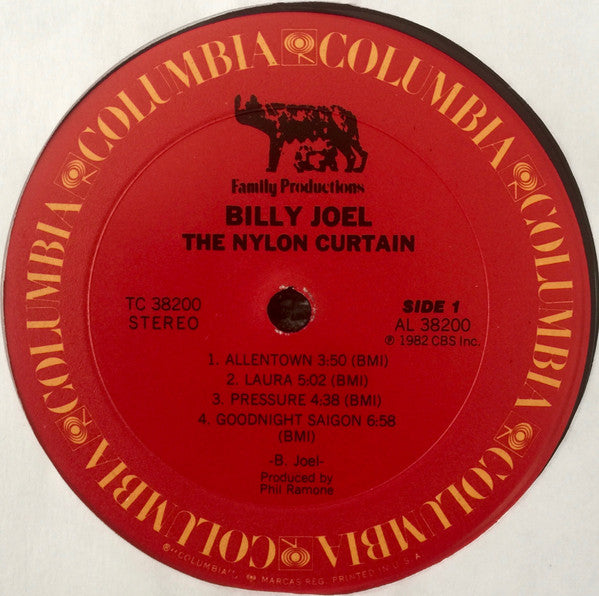 COLUMBIA COLUMBIA COLUMBIA COLUMBIA COLUMBIA COLUMBIA
Family Productions
BILLY JOEL
THE NYLON CURTAIN
TC 38200
STEREO
SIDE 1
AL 38200
℗ 1982 CBS Inc.
1. ALLENTOWN 3:50 (BMI)
2. LAURA 5:02 (BMI)
3. PRESSURE 4:38 (BMI)
4. GOODNIGHT SAIGON 6:58
(BMI)
-B. Joel-
Produced by
Phil Ramone
® "COLUMBIA", MARCAS REG. PRINTED IN U.S.A.